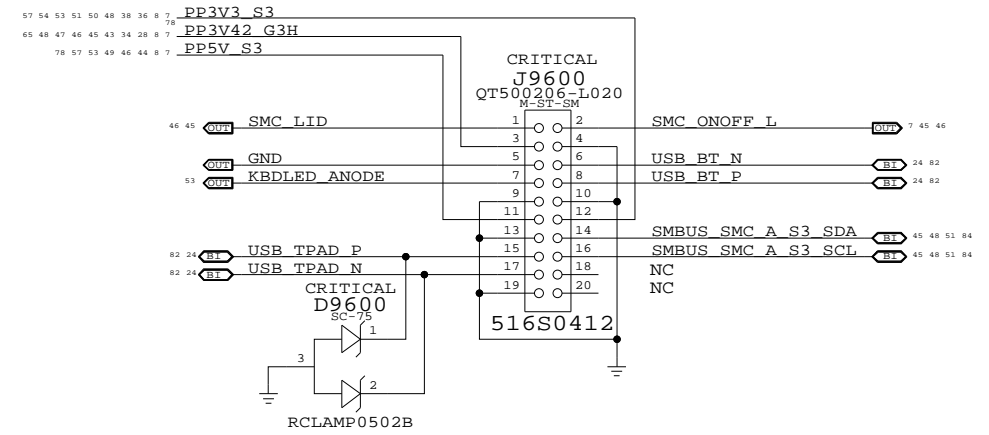 57 54 53 51 50 48 38 36 8 7 PP3V3_S3
78
65 48 47 46 45 43 34 28 8 7 PP3V42_G3H
78 57 53 49 46 44 8 7 PP5V_S3
CRITICAL
J9600
QT500206-L020
M-ST-SM
46 45 OUT SMC_LID 1 2 SMC_ONOFF_L OUT 7 45 46
3 4
OUT GND 5 6 USB_BT_N BI 24 82
53 OUT KBDLED_ANODE 7 8 USB_BT_P BI 24 82
9 10
11 12
13 14 SMBUS_SMC_A_S3_SDA BI 45 48 51 84
82 24 BI USB_TPAD_P 15 16 SMBUS_SMC_A_S3_SCL BI 45 48 51 84
82 24 BI USB_TPAD_N 17 18 NC
19 20 NC
CRITICAL
D9600
SC-75
516S0412
1
3
2
RCLAMP0502B